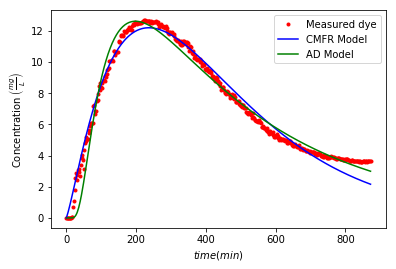 Measured dye
CMFR Model
AD Model
Concentration (mg/L)
14
12
10
8
6
4
2
0
0
200
400
600
800
time(min)